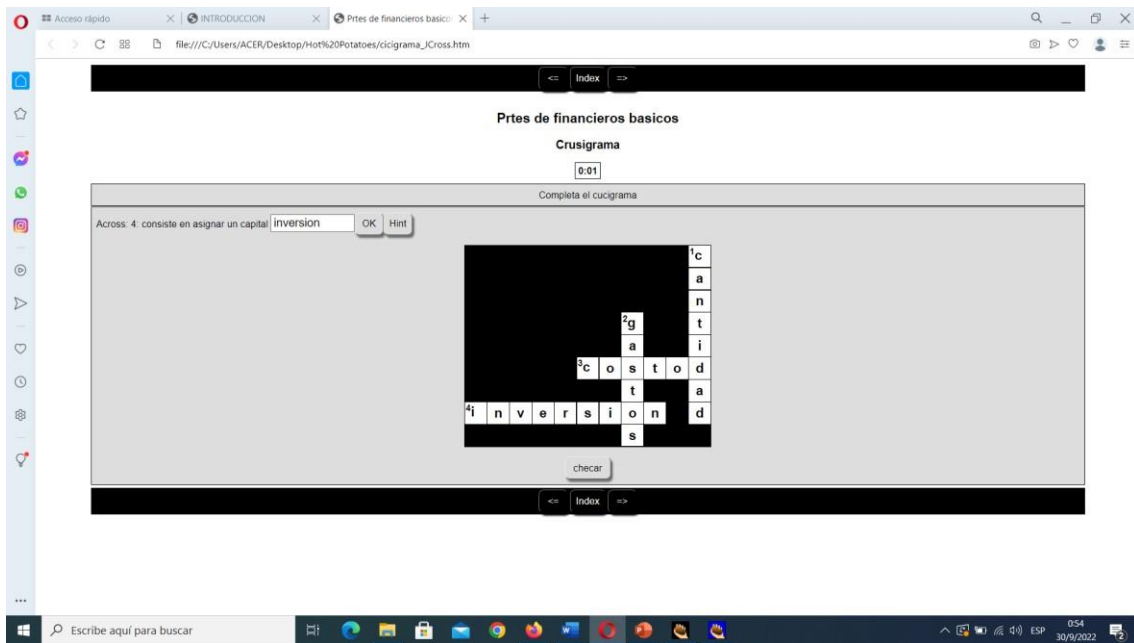 Acceso rápido
INTRODUCCION
Prtes de financieros basico
file:///C:/Users/ACER/Desktop/Hot%20Potatoes/cicigrama_JCross.htm
<= Index =>
Prtes de financieros basicos
Crusigrama
0:01
Completa el cucigrama
Across: 4: consiste en asignar un capital inversion OK Hint
1c
a
n
2g t
a i
3c o s t o d
t a
4i n v e r s i o n d
s
checar
<= Index =>
Escribe aquí para buscar
ESP
0:54
30/9/2022
2